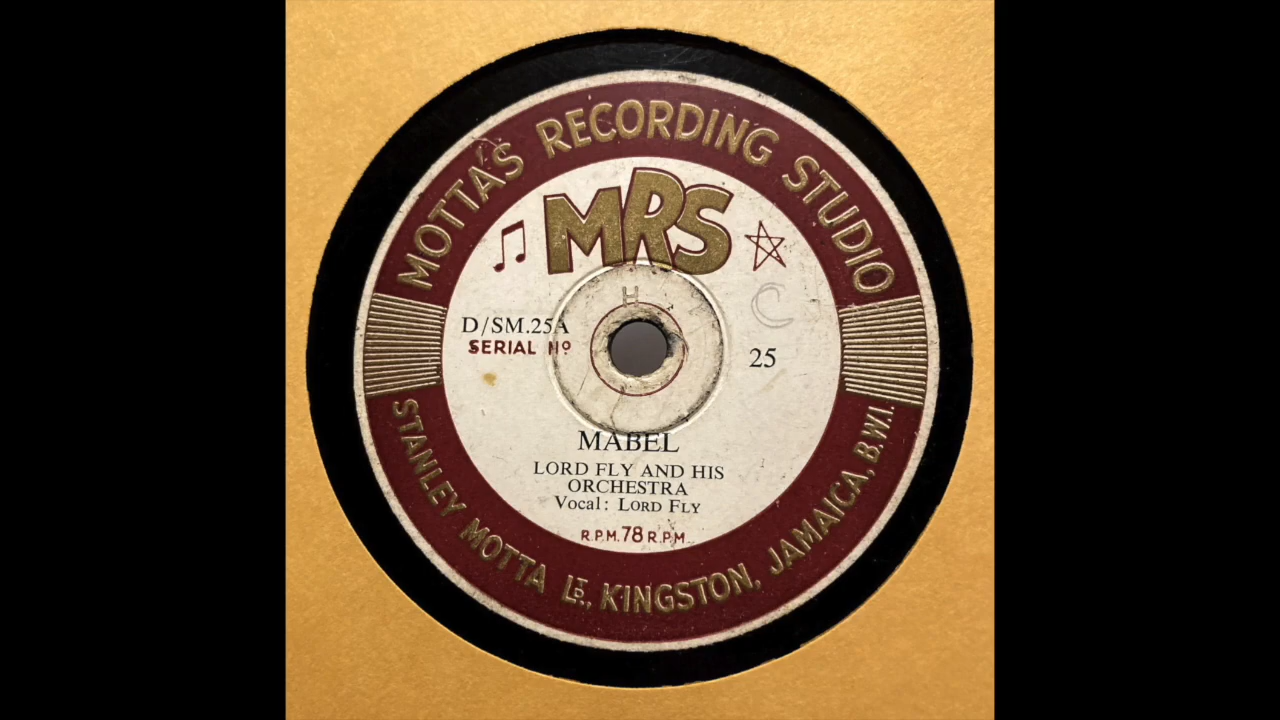 MOTTA'S RECORDING STUDIO
MRS
H
C
D/SM.25A
SERIAL Nº
25
MABEL
LORD FLY AND HIS
ORCHESTRA
Vocal: LORD FLY
R.P.M. 78 R.P.M.
STANLEY MOTTA LTD., KINGSTON, JAMAICA, B.W.I.